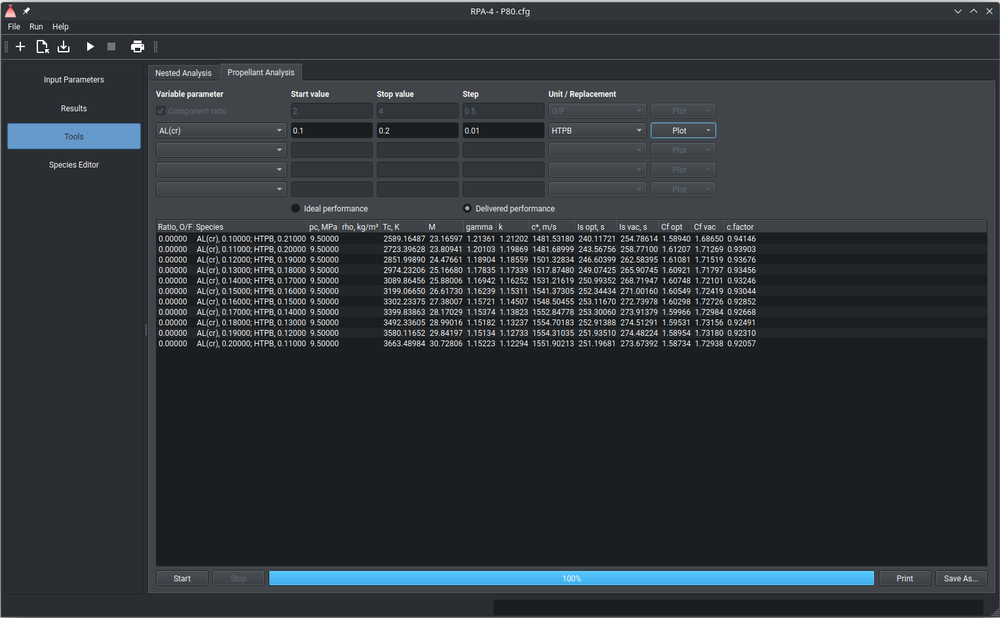 RPA-4 - P80.cfg
File Run Help
Input Parameters
Results
Tools
Species Editor
Nested Analysis Propellant Analysis
Variable parameter Start value Stop value Step Unit / Replacement
Component ratio 2 4 0.5 O/F Plot
AL(cr) 0.1 0.2 0.01 HTPB Plot
Plot
Plot
Plot
Ideal performance Delivered performance
Ratio, O/F Species pc, MPa rho, kg/m³ Tc, K M gamma k c*, m/s Is opt, s Is vac, s Cf opt Cf vac c.factor
0.00000 AL(cr), 0.10000; HTPB, 0.21000 9.50000 2589.16487 23.16597 1.21361 1.21202 1481.53180 240.11721 254.78614 1.58940 1.68650 0.94146
0.00000 AL(cr), 0.11000; HTPB, 0.20000 9.50000 2723.39628 23.80941 1.20103 1.19869 1481.68999 243.56756 258.77100 1.61207 1.71269 0.93903
0.00000 AL(cr), 0.12000; HTPB, 0.19000 9.50000 2851.99890 24.47661 1.18904 1.18559 1501.32834 246.60399 262.58395 1.61081 1.71519 0.93676
0.00000 AL(cr), 0.13000; HTPB, 0.18000 9.50000 2974.23206 25.16680 1.17835 1.17339 1517.87480 249.07425 265.90745 1.60921 1.71797 0.93456
0.00000 AL(cr), 0.14000; HTPB, 0.17000 9.50000 3089.86456 25.88006 1.16942 1.16252 1531.21619 250.99352 268.71947 1.60748 1.72101 0.93246
0.00000 AL(cr), 0.15000; HTPB, 0.16000 9.50000 3199.06650 26.61730 1.16239 1.15311 1541.37305 252.34434 271.00160 1.60549 1.72419 0.93044
0.00000 AL(cr), 0.16000; HTPB, 0.15000 9.50000 3302.23375 27.38007 1.15721 1.14507 1548.50455 253.11670 272.73978 1.60298 1.72726 0.92852
0.00000 AL(cr), 0.17000; HTPB, 0.14000 9.50000 3399.83863 28.17029 1.15374 1.13823 1552.84778 253.30060 273.91379 1.59966 1.72984 0.92668
0.00000 AL(cr), 0.18000; HTPB, 0.13000 9.50000 3492.33605 28.99016 1.15182 1.13237 1554.70183 252.91388 274.51291 1.59531 1.73156 0.92491
0.00000 AL(cr), 0.19000; HTPB, 0.12000 9.50000 3580.11652 29.84197 1.15134 1.12733 1554.31035 251.93510 274.48224 1.58954 1.73180 0.92310
0.00000 AL(cr), 0.20000; HTPB, 0.11000 9.50000 3663.48984 30.72806 1.15223 1.12294 1551.90213 251.19681 273.67392 1.58734 1.72938 0.92057
Start Stop 100% Print Save As...